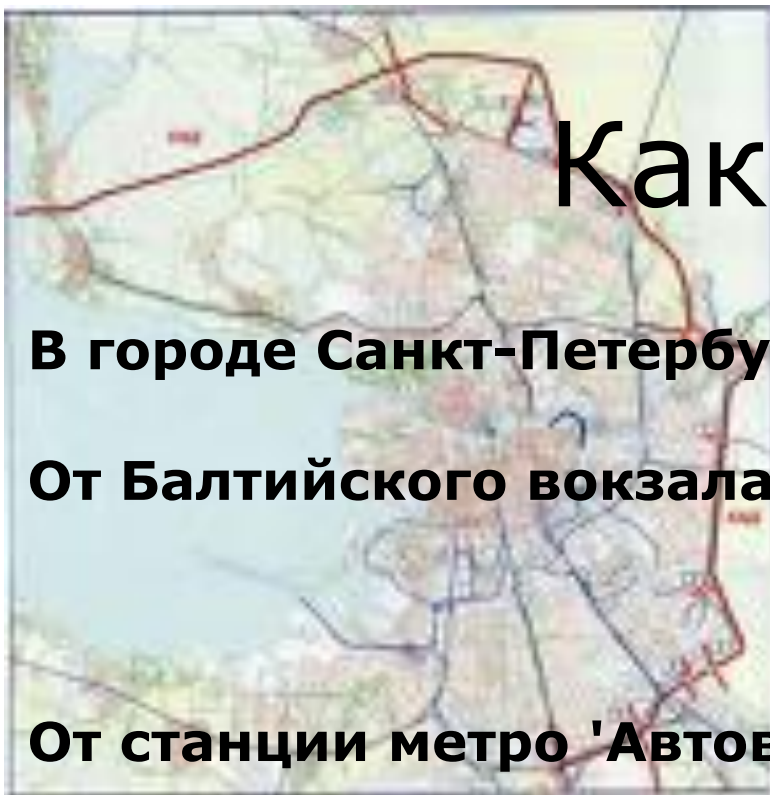 Как
В городе Санкт-Петербу
От Балтийского вокзала
От станции метро 'Автов